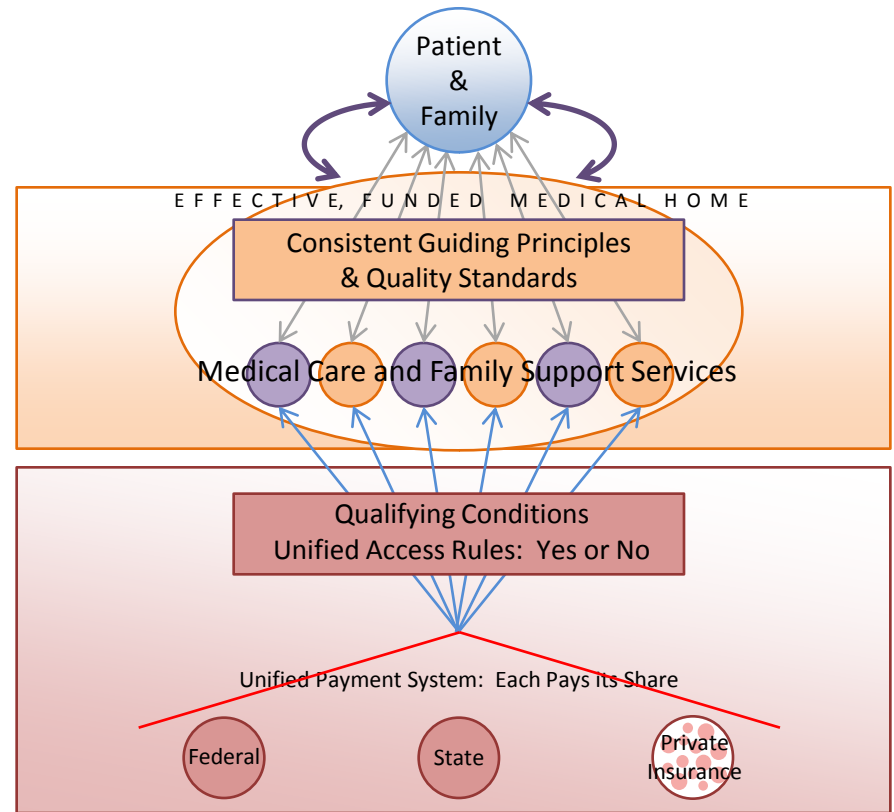 Patient
&
Family
EFFECTIVE, FUNDED MEDICAL HOME
Consistent Guiding Principles
& Quality Standards
Medical Care and Family Support Services
Qualifying Conditions
Unified Access Rules: Yes or No
Unified Payment System: Each Pays its Share
Federal
State
Private
Insurance